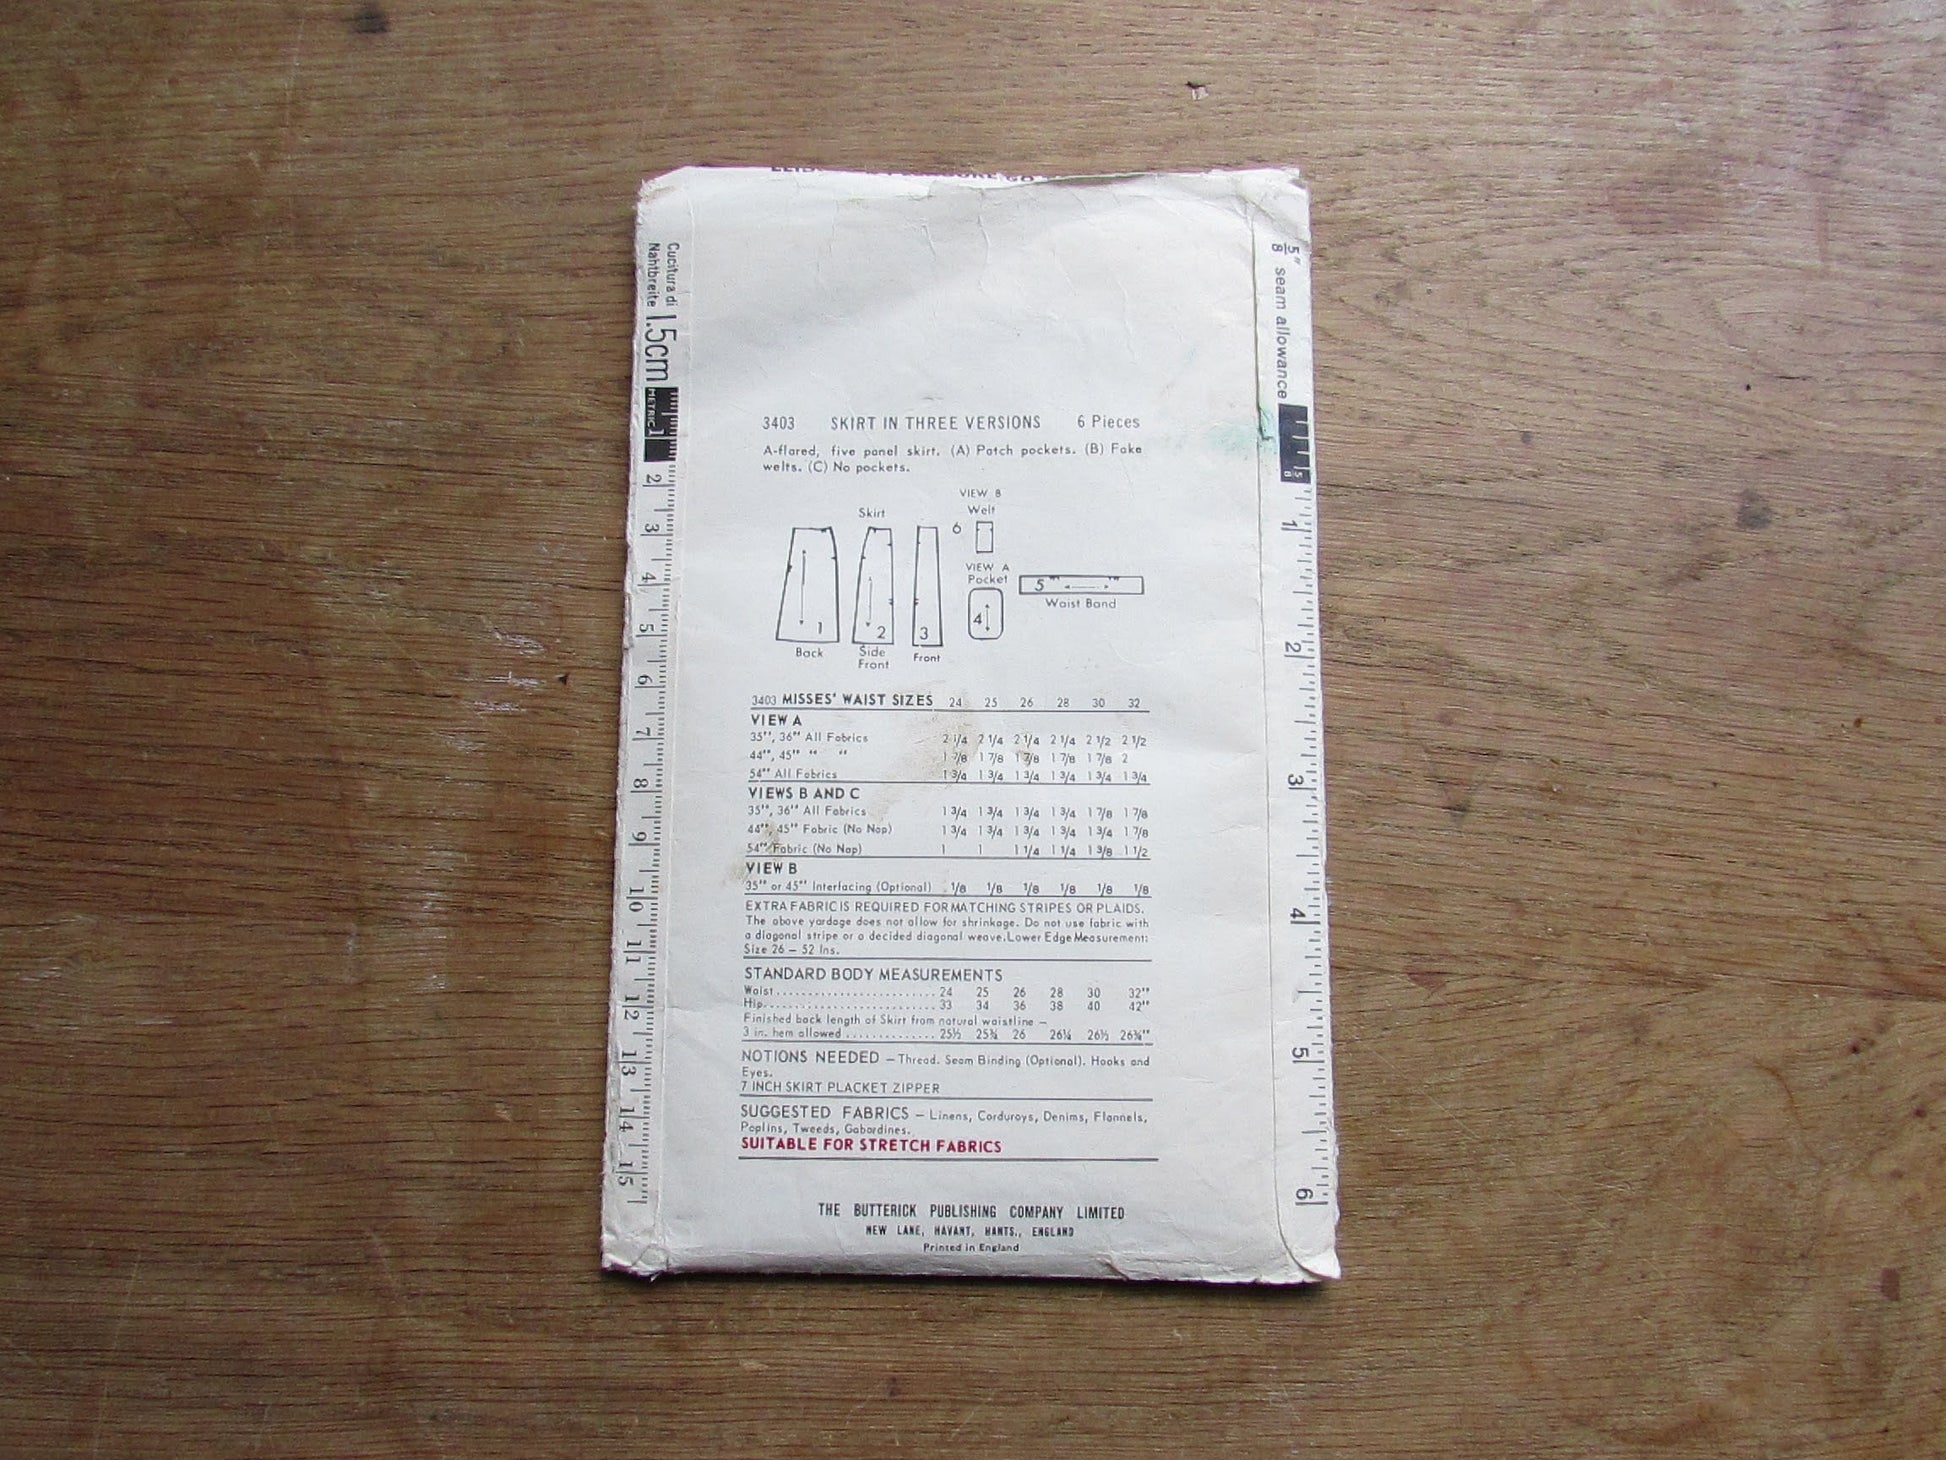 Cucitura di
Nahtbreite 1.5cm
METRIC 1
2
3
4
5
6
7
8
9
10
11
12
13
14
15
5/8" seam allowance
5/8
1
2
3
4
5
6
3403 SKIRT IN THREE VERSIONS 6 Pieces
A-flared, five panel skirt. (A) Patch pockets. (B) Fake
welts. (C) No pockets.
VIEW B
Welt
6
Skirt
VIEW A
Pocket
5
Waist Band
4
1
2
3
Back
Side
Front
Front
3403 MISSES' WAIST SIZES 24 25 26 28 30 32
VIEW A
35", 36" All Fabrics 2 1/4 2 1/4 2 1/4 2 1/4 2 1/2 2 1/2
44", 45" " " 1 7/8 1 7/8 1 7/8 1 7/8 1 7/8 2
54" All Fabrics 1 3/4 1 3/4 1 3/4 1 3/4 1 3/4 1 3/4
VIEWS B AND C
35", 36" All Fabrics 1 3/4 1 3/4 1 3/4 1 3/4 1 7/8 1 7/8
44", 45" Fabric (No Nap) 1 3/4 1 3/4 1 3/4 1 3/4 1 3/4 1 7/8
54" Fabric (No Nap) 1 1 1 1/4 1 1/4 1 3/8 1 1/2
VIEW B
35" or 45" Interfacing (Optional) 1/8 1/8 1/8 1/8 1/8 1/8
EXTRA FABRIC IS REQUIRED FOR MATCHING STRIPES OR PLAIDS.
The above yardage does not allow for shrinkage. Do not use fabric with
a diagonal stripe or a decided diagonal weave. Lower Edge Measurement:
Size 26 – 52 Ins.
STANDARD BODY MEASUREMENTS
Waist 24 25 26 28 30 32"
Hip 33 34 36 38 40 42"
Finished back length of Skirt from natural waistline –
3 in. hem allowed 25½ 25¾ 26 26¼ 26½ 26¾"
NOTIONS NEEDED – Thread. Seam Binding (Optional). Hooks and
Eyes.
7 INCH SKIRT PLACKET ZIPPER
SUGGESTED FABRICS – Linens, Corduroys, Denims, Flannels,
Poplins, Tweeds, Gabardines.
SUITABLE FOR STRETCH FABRICS
THE BUTTERICK PUBLISHING COMPANY LIMITED
NEW LANE, HAVANT, HANTS., ENGLAND
Printed in England